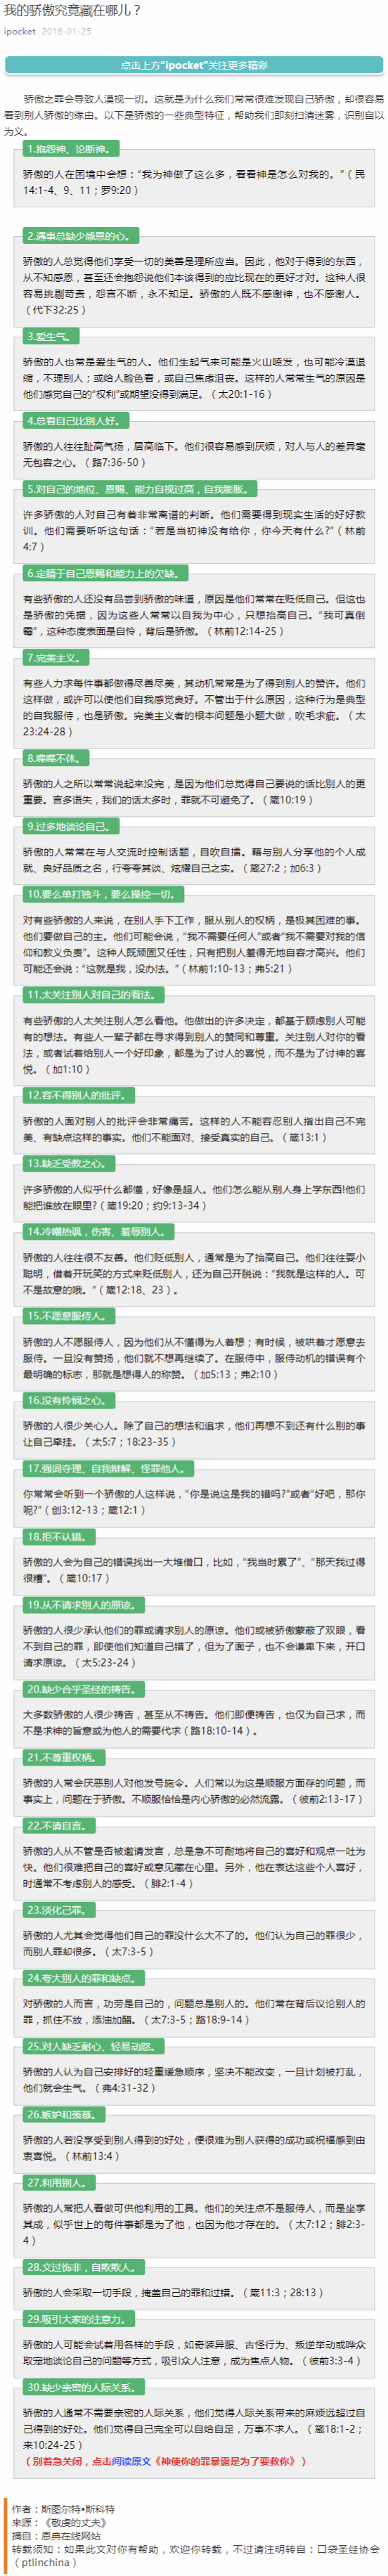 我的骄傲究竟藏在哪儿？
ipocket 2016-01-25
点击上方“ipocket”关注更多精彩
骄傲之罪会导致人漠视一切。这就是为什么我们常常很难发现自己骄傲，却很容易
看到别人骄傲的缘由。以下是骄傲的一些典型特征，帮助我们即刻扫清迷雾，识别自以
为义。
1.抱怨神、论断神。
骄傲的人在困境中会想：“我为神做了这么多，看看神是怎么对我的。”（民
14:1-4、9、11；罗9:20）
2.遇事总缺少感恩的心。
骄傲的人总觉得他们享受一切的美善是理所应当。因此，他对于得到的东西，
从不知感恩，甚至还会抱怨说他们本该得到的应比现在的更好才对。这种人很
容易挑剔苛责，怨言不断，永不知足。骄傲的人既不感谢神，也不感谢人。
（代下32:25）
3.爱生气。
骄傲的人也常是爱生气的人。他们生起气来可能是火山喷发，也可能冷漠退
缩，不理别人；或给人脸色看，或自己焦虑沮丧。这样的人常常生气的原因是
他们感觉自己的“权利”或期望没得到满足。（太20:1-16）
4.总看自己比别人好。
骄傲的人往往趾高气扬，居高临下。他们很容易感到厌烦，对人与人的差异毫
无包容之心。（路7:36-50）
5.对自己的地位、恩赐、能力自视过高，自我膨胀。
许多骄傲的人对自己有着非常离谱的判断。他们需要得到现实生活的好好教
训。他们需要听听这句话：“若是当初神没有给你，你今天有什么？”（林前
4:7）
6.定睛于自己恩赐和能力上的欠缺。
有些骄傲的人还没有品尝到骄傲的味道，原因是他们常常在贬低自己。但这也
是骄傲的凭据，因为这些人常常以自我为中心，只想抬高自己。“我可真倒
霉”，这种态度表面是自怜，背后是骄傲。（林前12:14-25）
7.完美主义。
有些人力求每件事都做得尽善尽美，其动机常常是为了得到别人的赞许。他们
这样做，或许可以使他们自我感觉良好。不管出于什么原因，这种行为是典型
的自我服侍，也是骄傲。完美主义者的根本问题是小题大做，吹毛求疵。（太
23:24-28）
8.喋喋不休。
骄傲的人之所以常常说起来没完，是因为他们总觉得自己要说的话比别人的更
重要。言多语失，我们的话太多时，罪就不可避免了。（箴10:19）
9.过多地谈论自己。
骄傲的人常常在与人交流时控制话题，自吹自擂。藉与别人分享他的个人成
就、良好品质之名，行夸夸其谈、炫耀自己之实。（箴27:2；加6:3）
10.要么单打独斗，要么操控一切。
对有些骄傲的人来说，在别人手下工作，服从别人的权柄，是极其困难的事。
他们要做自己的主。他们可能会说，“我不需要任何人”或者“我不需要对我的信
仰和教义负责”。这种人既顽固又任性，只有把别人羞得无地自容才高兴。他们
可能还会说：“这就是我，没办法。”（林前1:10-13；弗5:21）
11.太关注别人对自己的看法。
有些骄傲的人太关注别人怎么看他。他做出的许多决定，都基于顾虑别人可能
有的想法。有些人一辈子都在寻求得到别人的赞同和尊重。关注别人对你的看
法，或者试着给别人一个好印象，都是为了讨人的喜悦，而不是为了讨神的喜
悦。（加1:10）
12.容不得别人的批评。
骄傲的人面对别人的批评会非常痛苦。这样的人不能容忍别人指出自己不完
美、有缺点这样的事实。他们不能面对、接受真实的自己。（箴13:1）
13.缺乏受教之心。
许多骄傲的人似乎什么都懂，好像是超人。他们怎么能从别人身上学东西!他们
能把谁放在眼里?（箴19:20；约9:13-34）
14.冷嘲热讽，伤害、羞辱别人。
骄傲的人往往很不友善。他们贬低别人，通常是为了抬高自己。他们往往耍小
聪明，借着开玩笑的方式来贬低别人，还为自己开脱说：“我就是这样的人。可
不是故意的哦。”（箴12:18、23）。
15.不愿意服侍人。
骄傲的人不愿服侍人，因为他们从不懂得为人着想；有时候，被哄着才愿意去
服侍。一旦没有赞扬，他们就不想再继续了。在服侍中，服侍动机的错误有个
最明确的标志，那就是想得人的称赞。（加5:13；弗2:10）
16.没有怜悯之心。
骄傲的人很少关心人。除了自己的想法和追求，他们再想不到还有什么别的事
让自己牵挂。（太5:7；18:23-35）
17.强词夺理、自我辩解、怪罪他人。
你常常会听到一个骄傲的人这样说，“你是说这是我的错吗?”或者“好吧，那你
呢?”（创3:12-13；箴12:1）
18.拒不认错。
骄傲的人会为自己的错误找出一大堆借口，比如，“我当时累了”、“那天我过得
很糟”。（箴10:17）
19.从不请求别人的原谅。
骄傲的人很少承认他们的罪或请求别人的原谅。他们或被骄傲蒙蔽了双眼，看
不到自己的罪，即使他们知道自己错了，但为了面子，也不会谦卑下来，开口
请求原谅。（太5:23-24）
20.缺少合乎圣经的祷告。
大多数骄傲的人很少祷告，甚至从不祷告。他们即便祷告，也仅为自己求，而
不是求神的旨意或为他人的需要代求（路18:10-14）。
21.不尊重权柄。
骄傲的人常会厌恶别人对他发号施令。人们常以为这是顺服方面存的问题，而
事实上，问题在于骄傲。不顺服恰恰是内心骄傲的必然流露。（彼前2:13-17）
22.不请自言。
骄傲的人从不管是否被邀请发言，总是急不可耐地将自己的喜好和观点一吐为
快。他们很难把自己的喜好或意见藏在心里。另外，他在表达这些个人喜好，
时通常不考虑别人的感受。（腓2:1-4）
23.淡化己罪。
骄傲的人尤其会觉得他们自己的罪没什么大不了的。他们认为自己的罪很少，
而别人罪却很多。（太7:3-5）
24.夸大别人的罪和缺点。
对骄傲的人而言，功劳是自己的，问题总是别人的。他们常在背后议论别人的
罪，抓住不放，添油加醋。（太7:3-5；路18:9-14）
25.对人缺乏耐心、轻易动怒。
骄傲的人认为自己安排好的轻重缓急顺序，坚决不能改变，一旦计划被打乱，
他们就会生气。（弗4:31-32）
26.嫉妒和羡慕。
骄傲的人若没享受到别人得到的好处，便很难为别人获得的成功或祝福感到由
衷喜悦。（林前13:4）
27.利用别人。
骄傲的人常把人看做可供他利用的工具。他们的关注点不是服侍人，而是坐享
其成，似乎世上的每件事都是为了他，也因为他才存在的。（太7:12；腓2:3-
4）
28.文过饰非，自欺欺人。
骄傲的人会采取一切手段，掩盖自己的罪和过错。（箴11:3；28:13）
29.吸引大家的注意力。
骄傲的人可能会试着用各样的手段，如奇装异服、古怪行为、叛逆举动或哗众
取宠地谈论自己的问题等方式，吸引众人注意，成为焦点人物。（彼前3:3-4）
30.缺少亲密的人际关系。
骄傲的人通常不需要亲密的人际关系，他们觉得人际关系带来的麻烦远超过自
己得到的好处。他们觉得自己完全可以自给自足，万事不求人。（箴18:1-2；
来10:24-25）
（别着急关闭，点击阅读原文《神使你的罪暴露是为了要救你》）
作者：斯图尔特•斯科特
来源：《敬虔的丈夫》
摘自：恩典在线网站
转载须知：如果此文对你有帮助，欢迎你转载，不过请注明转自：口袋圣经协会
（ptlinchina）